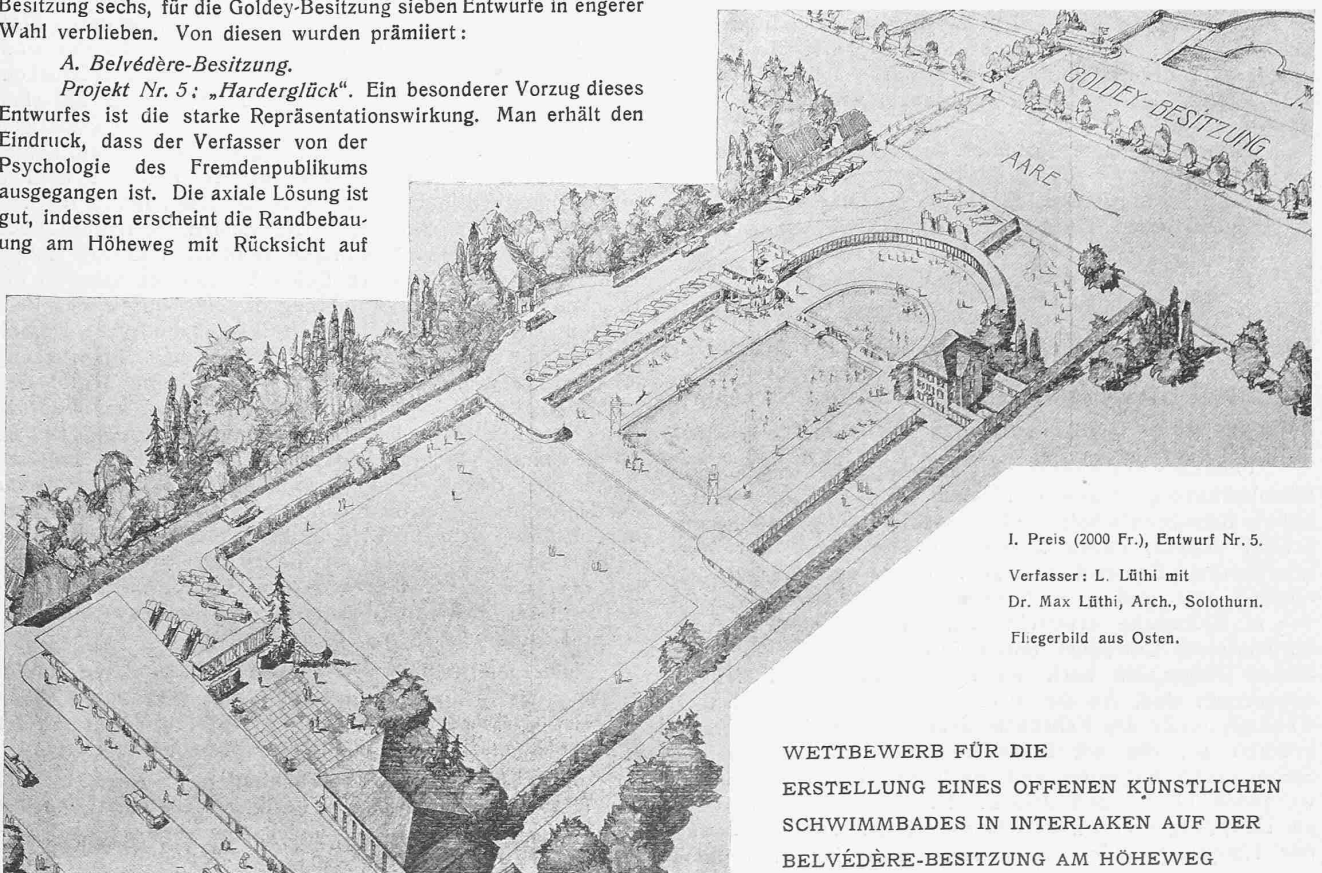 Besitzung sechs, für die Goldey-Besitzung sieben Entwürfe in engerer
Wahl verblieben. Von diesen wurden prämiiert:
A. Belvédère-Besitzung.
Projekt Nr. 5: „Harderglück“. Ein besonderer Vorzug dieses
Entwurfes ist die starke Repräsentationswirkung. Man erhält den
Eindruck, dass der Verfasser von der
Psychologie des Fremdenpublikums
ausgegangen ist. Die axiale Lösung ist
gut, indessen erscheint die Randbebau-
ung am Höheweg mit Rücksicht auf
GOLDEY-BESITZUNG
AARE
I. Preis (2000 Fr.), Entwurf Nr. 5.
Verfasser: L. Lüthi mit
Dr. Max Lüthi, Arch., Solothurn.
Fliegerbild aus Osten.
WETTBEWERB FÜR DIE
ERSTELLUNG EINES OFFENEN KÜNSTLICHEN
SCHWIMMBADES IN INTERLAKEN AUF DER
BELVÉDÈRE-BESITZUNG AM HÖHEWEG